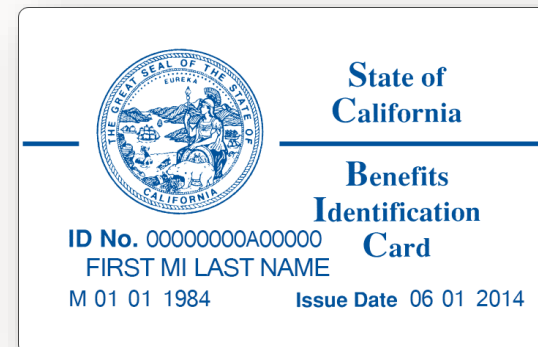 THE GREAT SEAL OF THE STATE OF CALIFORNIA
EUREKA
State of
California
Benefits
Identification
Card
ID No. 00000000A00000
FIRST MI LAST NAME
M 01 01 1984
Issue Date 06 01 2014